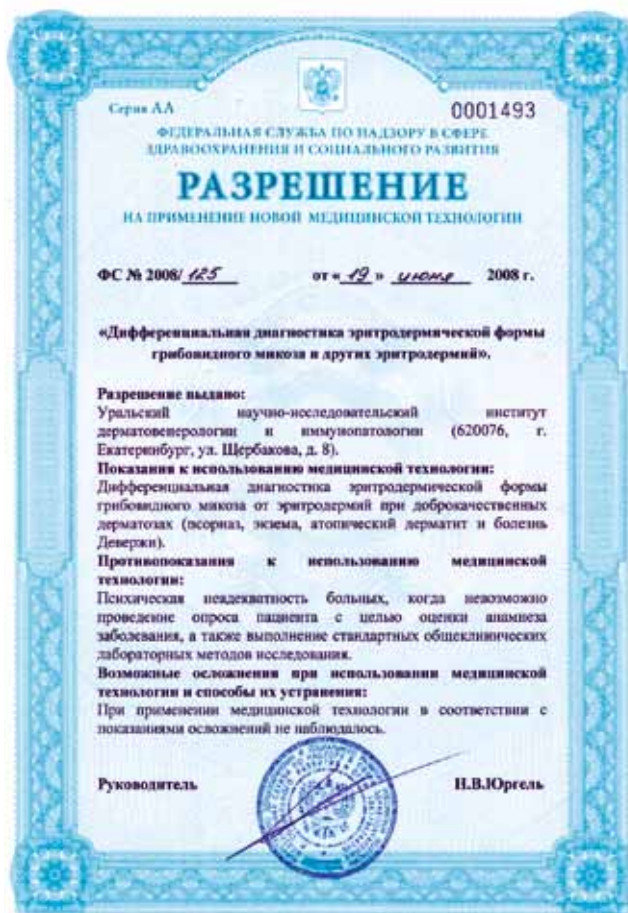 Серия АА 0001493
ФЕДЕРАЛЬНАЯ СЛУЖБА ПО НАДЗОРУ В СФЕРЕ
ЗДРАВООХРАНЕНИЯ И СОЦИАЛЬНОГО РАЗВИТИЯ
РАЗРЕШЕНИЕ
НА ПРИМЕНЕНИЕ НОВОЙ МЕДИЦИНСКОЙ ТЕХНОЛОГИИ
ФС № 2008/ 125 от « 19 » июня 2008 г.
«Дифференциальная диагностика эритродермической формы
грибовидного микоза и других эритродермий».
Разрешение выдано:
Уральский научно-исследовательский институт
дерматовенерологии и иммунопатологии (620076, г.
Екатеринбург, ул. Щербакова, д. 8).
Показания к использованию медицинской технологии:
Дифференциальная диагностика эритродермической формы
грибовидного микоза от эритродермий при доброкачественных
дерматозах (псориаз, экзема, атопический дерматит и болезнь
Девержи).
Противопоказания к использованию медицинской
технологии:
Психическая неадекватность больных, когда невозможно
проведение опроса пациента с целью оценки анамнеза
заболевания, а также выполнение стандартных общеклинических
лабораторных методов исследования.
Возможные осложнения при использовании медицинской
технологии и способы их устранения:
При применении медицинской технологии в соответствии с
показаниями осложнений не наблюдалось.
Руководитель Н.В.Юргель